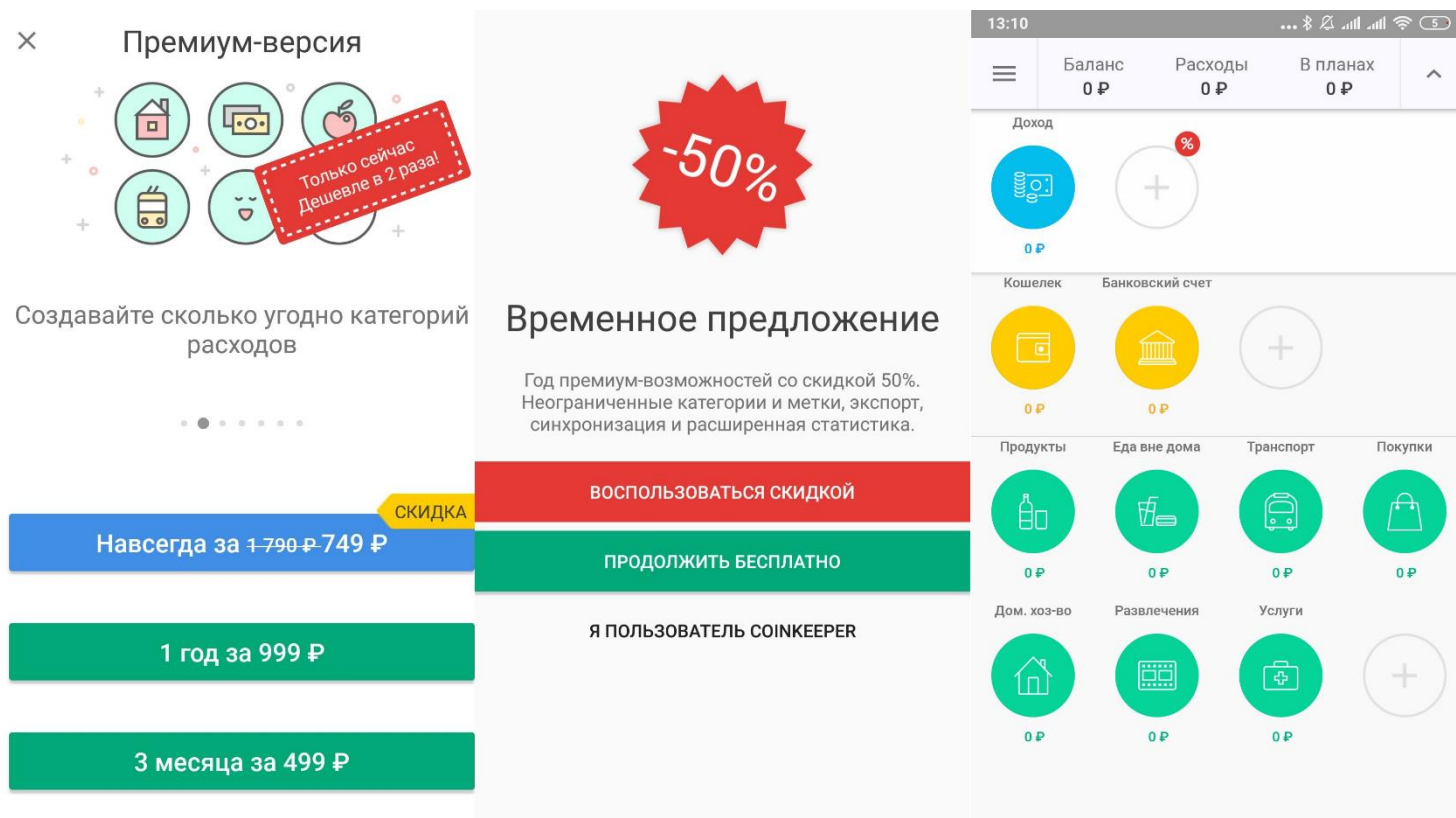 Премиум-версия
Только сейчас
Дешевле в 2 раза!
Создавайте сколько угодно категорий
расходов
СКИДКА
Навсегда за 1 790 ₽ 749 ₽
1 год за 999 ₽
3 месяца за 499 ₽
-50%
Временное предложение
Год премиум-возможностей со скидкой 50%.
Неограниченные категории и метки, экспорт,
синхронизация и расширенная статистика.
ВОСПОЛЬЗОВАТЬСЯ СКИДКОЙ
ПРОДОЛЖИТЬ БЕСПЛАТНО
Я ПОЛЬЗОВАТЕЛЬ COINKEEPER
13:10 ... 5
Баланс Расходы В планах
0 ₽ 0 ₽ 0 ₽
Доход
%
0 ₽
Кошелек Банковский счет
0 ₽ 0 ₽
Продукты Еда вне дома Транспорт Покупки
0 ₽ 0 ₽ 0 ₽ 0 ₽
Дом. хоз-во Развлечения Услуги
0 ₽ 0 ₽ 0 ₽